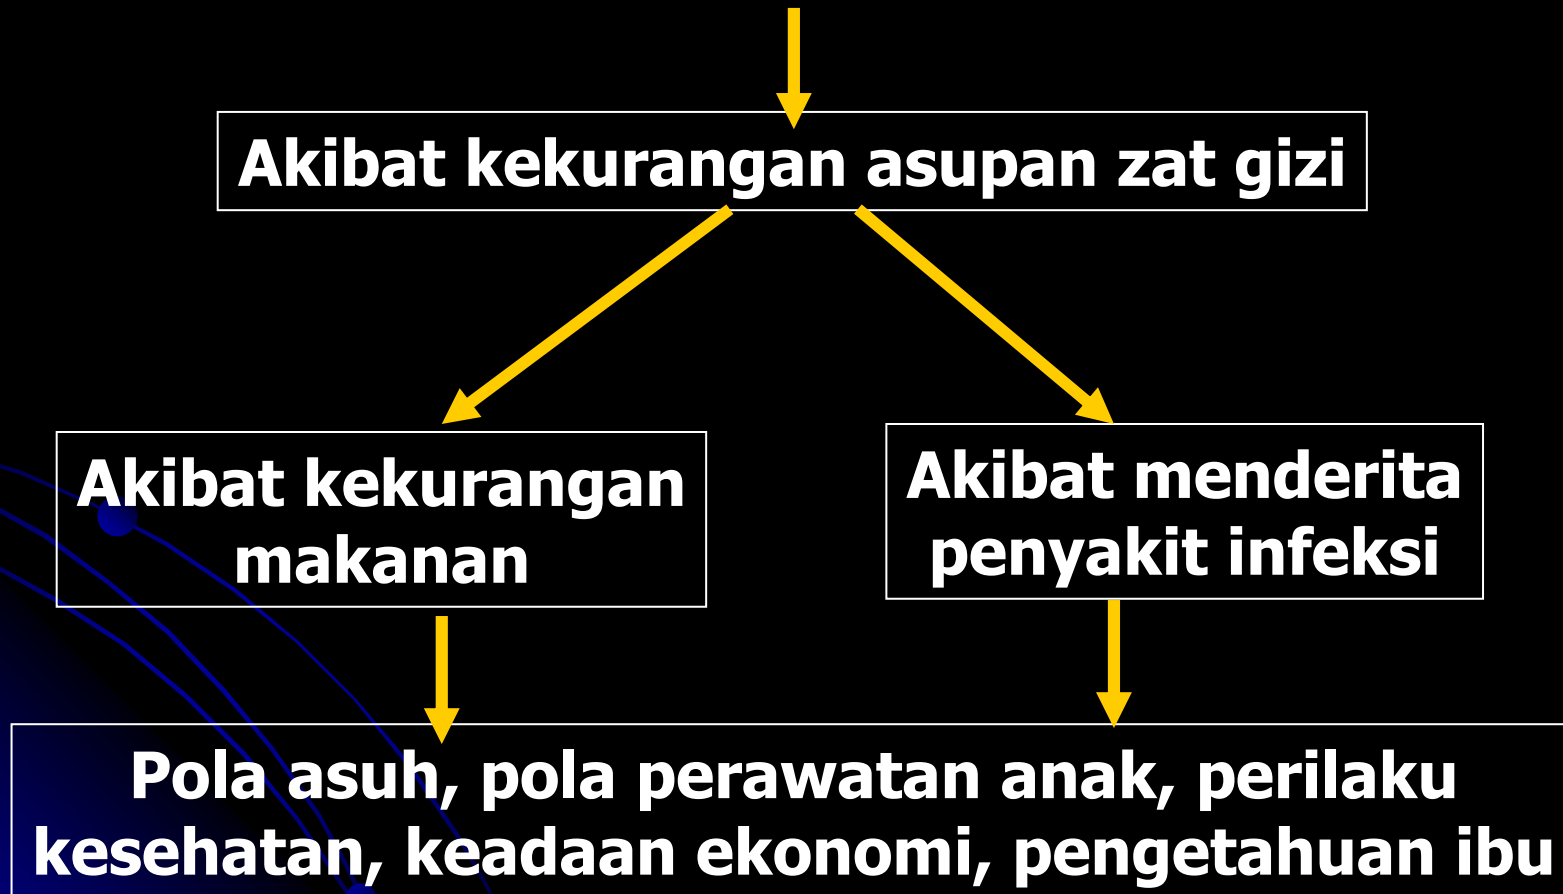 Akibat kekurangan asupan zat gizi
Akibat kekurangan
makanan
Akibat menderita
penyakit infeksi
Pola asuh, pola perawatan anak, perilaku
kesehatan, keadaan ekonomi, pengetahuan ibu